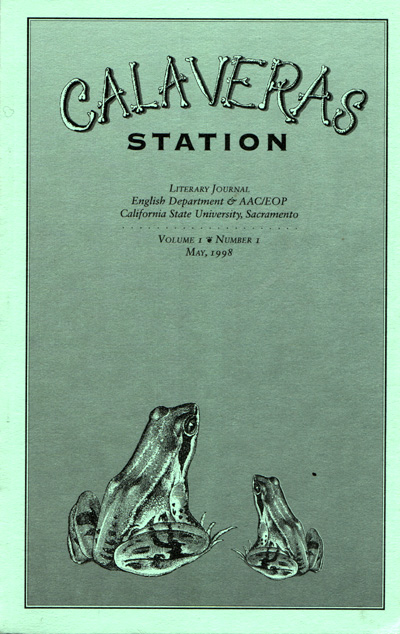 CALAVERAS
STATION
LITERARY JOURNAL
English Department & AAC/EOP
California State University, Sacramento
VOLUME 1 ❦ NUMBER 1
MAY, 1998